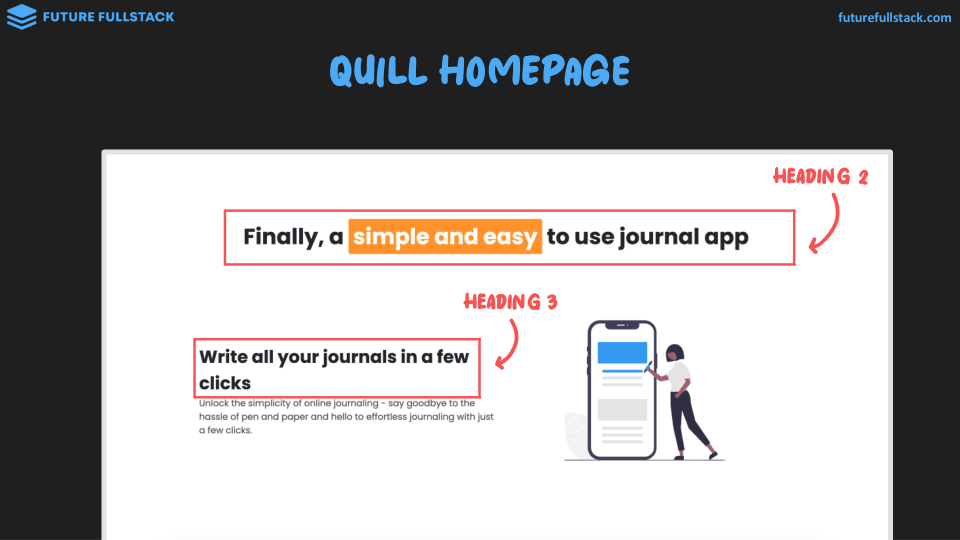 FUTURE FULLSTACK
futurefullstack.com
QUILL HOMEPAGE
HEADING 2
Finally, a simple and easy to use journal app
HEADING 3
Write all your journals in a few
clicks
Unlock the simplicity of online journaling - say goodbye to the
hassle of pen and paper and hello to effortless journaling with just
a few clicks.